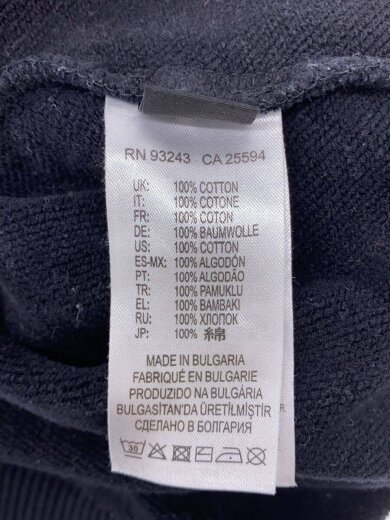 RN 93243 CA 25594
UK: 100% COTTON
IT: 100% COTONE
FR: 100% COTON
DE: 100% BAUMWOLLE
US: 100% COTTON
ES-MX: 100% ALGODÓN
PT: 100% ALGODÃO
TR: 100% PAMUKLU
EL: 100% BAMBAKI
RU: 100% ХЛОПОК
JP: 100% 綿
MADE IN BULGARIA
FABRIQUÉ EN BULGARIE
PRODUZIDO NA BULGÁRIA
BULGASİTAN'DA ÜRETİLMİŞTİR
СДЕЛАНО В БОЛГАРИЯ
30